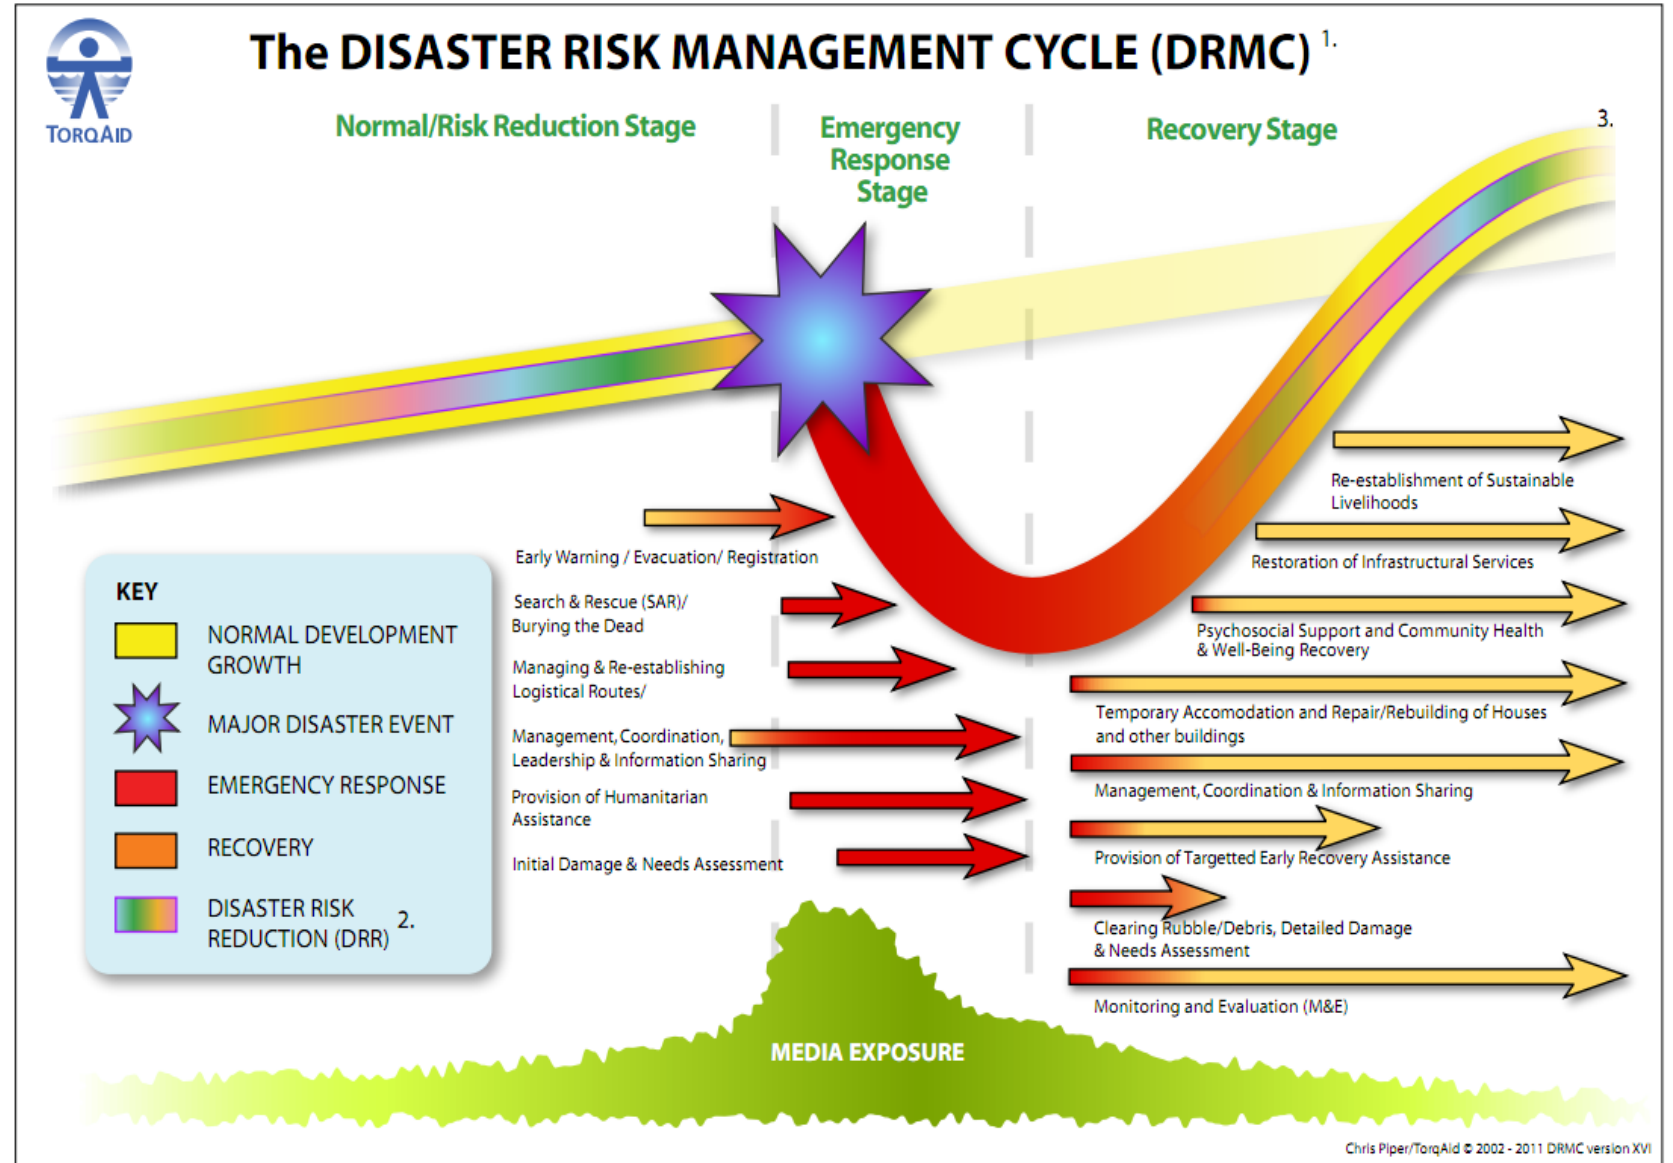 The DISASTER RISK MANAGEMENT CYCLE (DRMC) 1.
TORQAID
Normal/Risk Reduction Stage
Emergency
Response
Stage
Recovery Stage
3.
Early Warning / Evacuation/ Registration
Search & Rescue (SAR)/
Burying the Dead
Managing & Re-establishing
Logistical Routes/
Management, Coordination,
Leadership & Information Sharing
Provision of Humanitarian
Assistance
Initial Damage & Needs Assessment
Re-establishment of Sustainable
Livelihoods
Restoration of Infrastructural Services
Psychosocial Support and Community Health
& Well-Being Recovery
Temporary Accomodation and Repair/Rebuilding of Houses
and other buildings
Management, Coordination & Information Sharing
Provision of Targetted Early Recovery Assistance
Clearing Rubble/Debris, Detailed Damage
& Needs Assessment
Monitoring and Evaluation (M&E)
KEY
NORMAL DEVELOPMENT
GROWTH
MAJOR DISASTER EVENT
EMERGENCY RESPONSE
RECOVERY
DISASTER RISK
REDUCTION (DRR) 2.
MEDIA EXPOSURE
Chris Piper/TorqAid © 2002 - 2011 DRMC version XVI